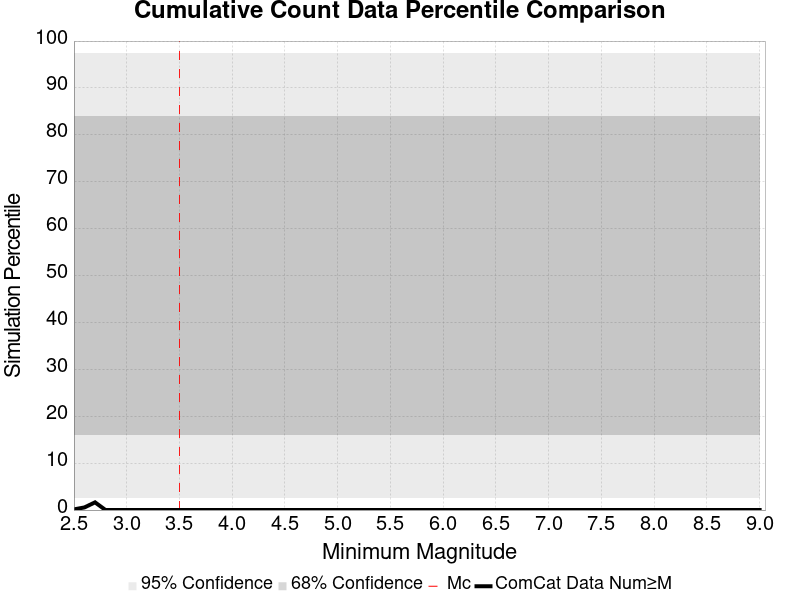 Cumulative Count Data Percentile Comparison
100
90
80
70
60
50
40
30
20
10
0
Simulation Percentile
2.5 3.0 3.5 4.0 4.5 5.0 5.5 6.0 6.5 7.0 7.5 8.0 8.5 9.0
Minimum Magnitude
95% Confidence 68% Confidence Mc ComCat Data Num≥M